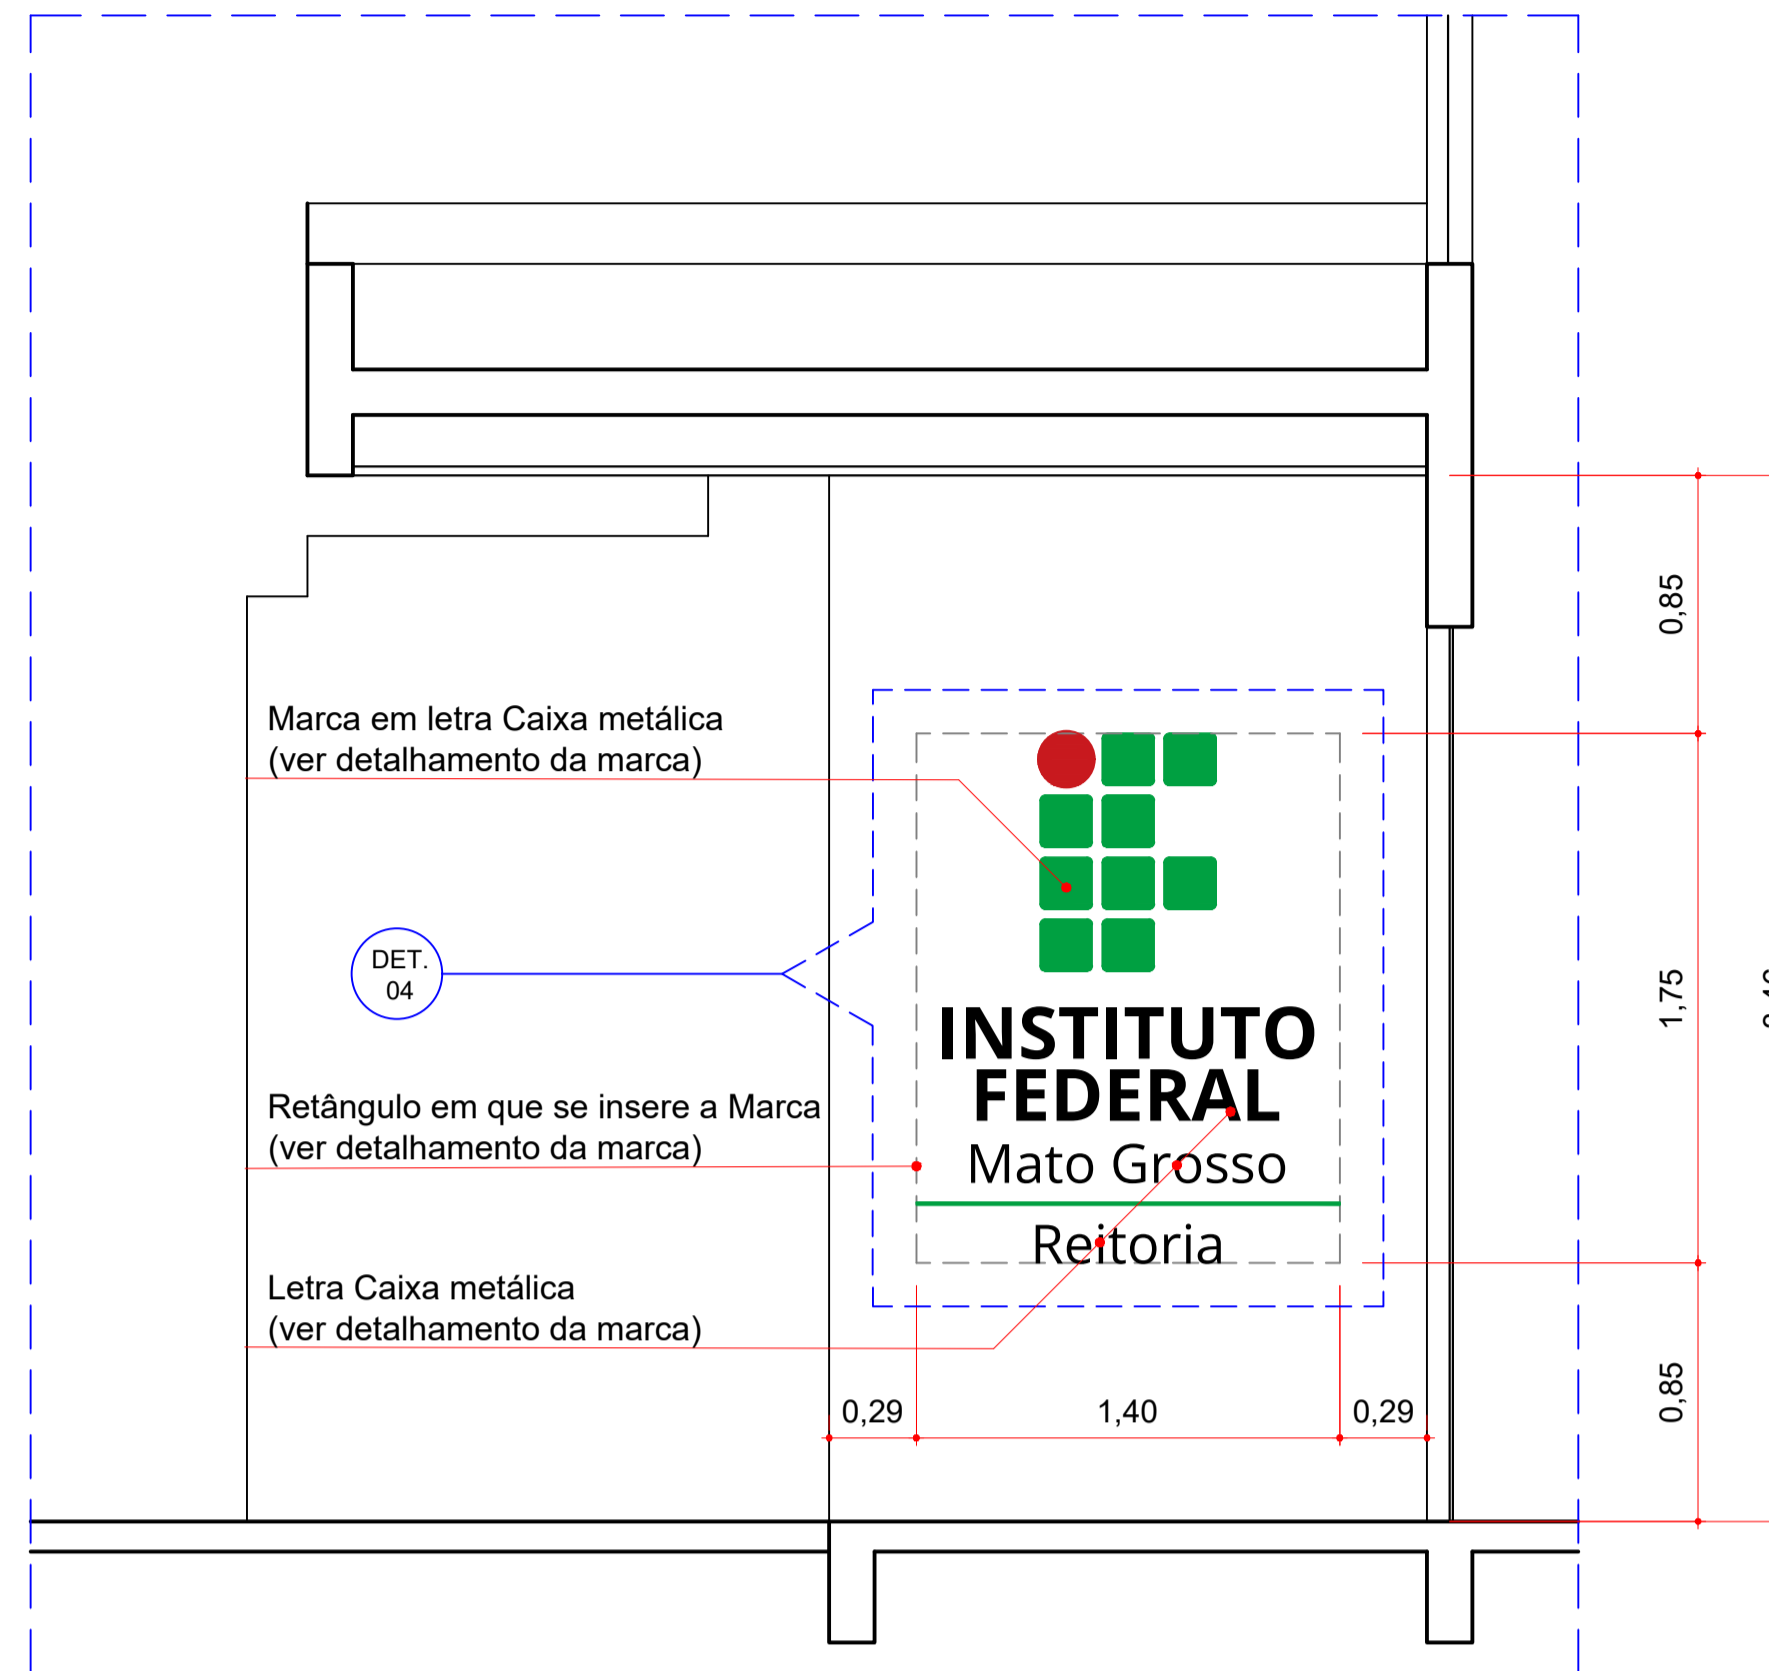 Marca em letra Caixa metálica
(ver detalhamento da marca)
DET.
04
Retângulo em que se insere a Marca
(ver detalhamento da marca)
Letra Caixa metálica
(ver detalhamento da marca)
INSTITUTO
FEDERAL
Mato Grosso
Reitoria
0,29
1,40
0,29
0,85
1,75
0,85